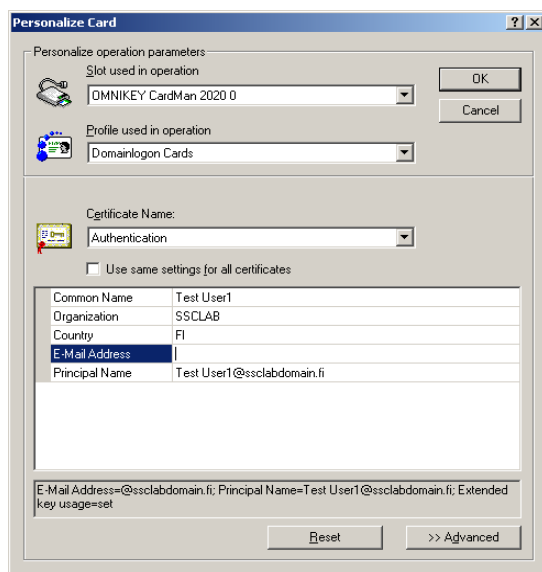 Personalize Card
Personalize operation parameters
Slot used in operation
OMNIKEY CardMan 2020 0
OK
Cancel
Profile used in operation
Domainlogon Cards
Certificate Name:
Authentication
Use same settings for all certificates
Common Name Test User1
Organization SSCLAB
Country FI
E-Mail Address
Principal Name Test User1@ssclabdomain.fi
E-Mail Address=@ssclabdomain.fi; Principal Name=Test User1@ssclabdomain.fi; Extended
key usage=set
Reset
>> Advanced